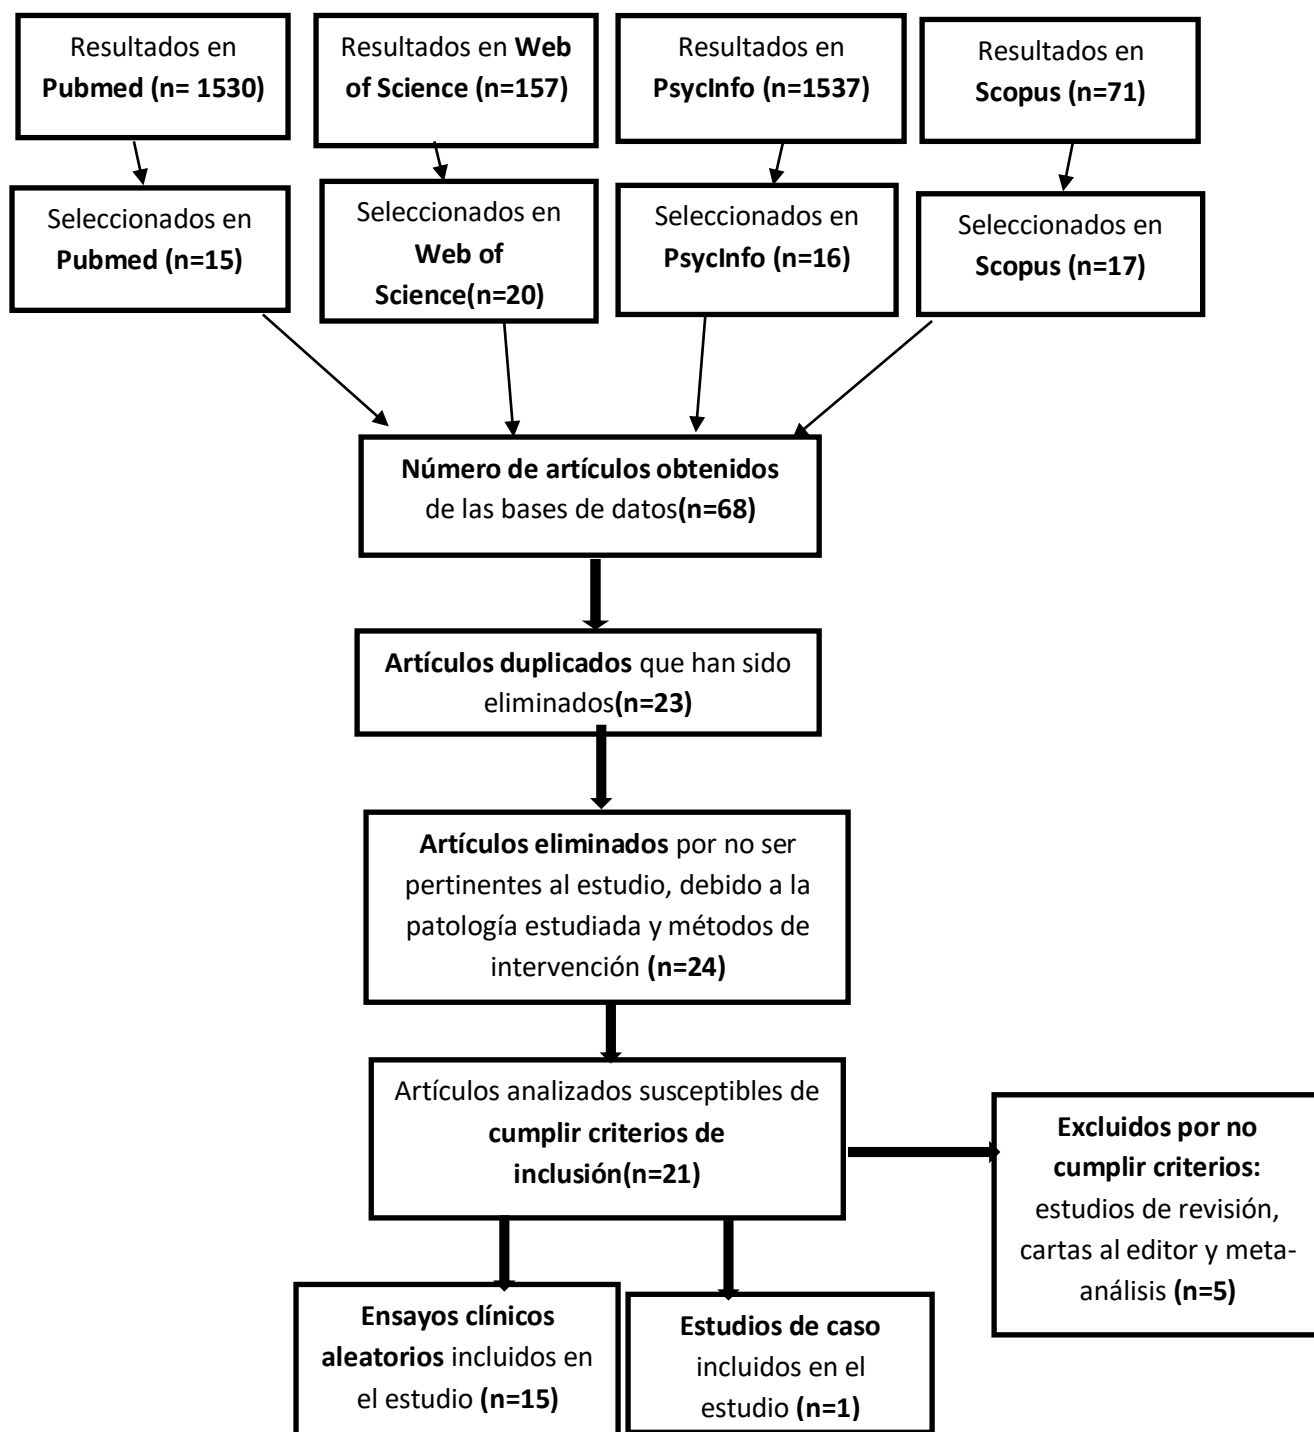 Resultados en
Pubmed (n= 1530)
Resultados en Web
of Science (n=157)
Resultados en
PsycInfo (n=1537)
Resultados en
Scopus (n=71)
Seleccionados en
Pubmed (n=15)
Seleccionados en
Web of
Science(n=20)
Seleccionados en
PsycInfo (n=16)
Seleccionados en
Scopus (n=17)
Número de artículos obtenidos
de las bases de datos(n=68)
Artículos duplicados que han sido
eliminados(n=23)
Artículos eliminados por no ser
pertinentes al estudio, debido a la
patología estudiada y métodos de
intervención (n=24)
Artículos analizados susceptibles de
cumplir criterios de
inclusión(n=21)
Excluidos por no
cumplir criterios:
estudios de revisión,
cartas al editor y meta-
análisis (n=5)
Ensayos clínicos
aleatorios incluidos en
el estudio (n=15)
Estudios de caso
incluidos en el
estudio (n=1)